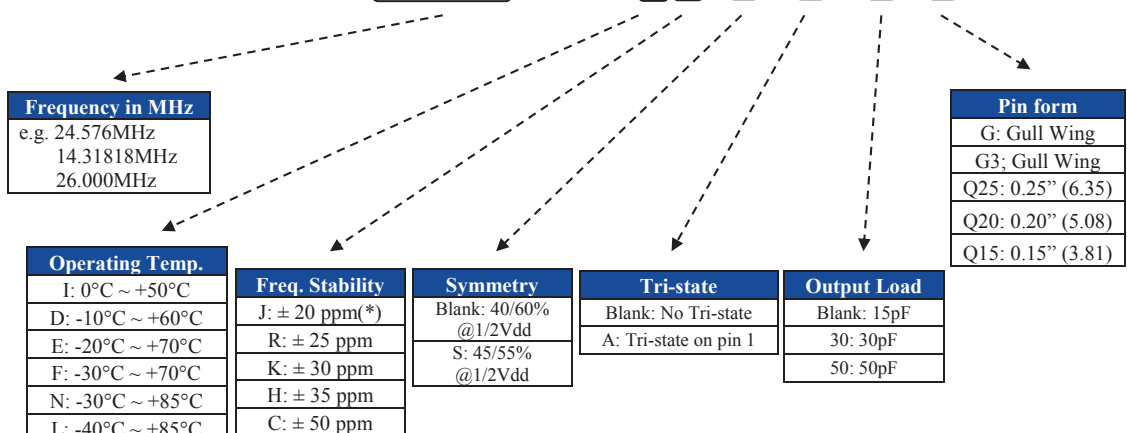 Frequency in MHz
e.g. 24.576MHz
14.31818MHz
26.000MHz
Pin form
G: Gull Wing
G3; Gull Wing
Q25: 0.25” (6.35)
Q20: 0.20” (5.08)
Q15: 0.15” (3.81)
Operating Temp.
I: 0°C ~ +50°C
D: -10°C ~ +60°C
E: -20°C ~ +70°C
F: -30°C ~ +70°C
N: -30°C ~ +85°C
L: -40°C ~ +85°C
Freq. Stability
J: ± 20 ppm(*)
R: ± 25 ppm
K: ± 30 ppm
H: ± 35 ppm
C: ± 50 ppm
Symmetry
Blank: 40/60%
@1/2Vdd
S: 45/55%
@1/2Vdd
Tri-state
Blank: No Tri-state
A: Tri-state on pin 1
Output Load
Blank: 15pF
30: 30pF
50: 50pF